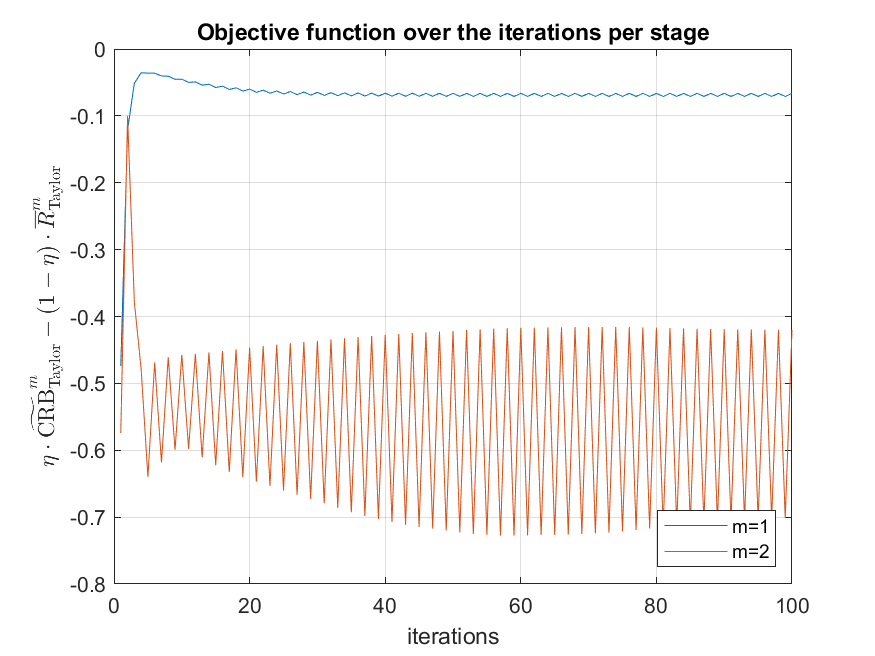 Objective function over the iterations per stage
0
-0.1
-0.2
-0.3
-0.4
-0.5
-0.6
-0.7
-0.8
η · C͠R͠B͠ᵐ_Taylor − (1 − η) · R̅ᵐ_Taylor
m=1
m=2
0 20 40 60 80 100
iterations